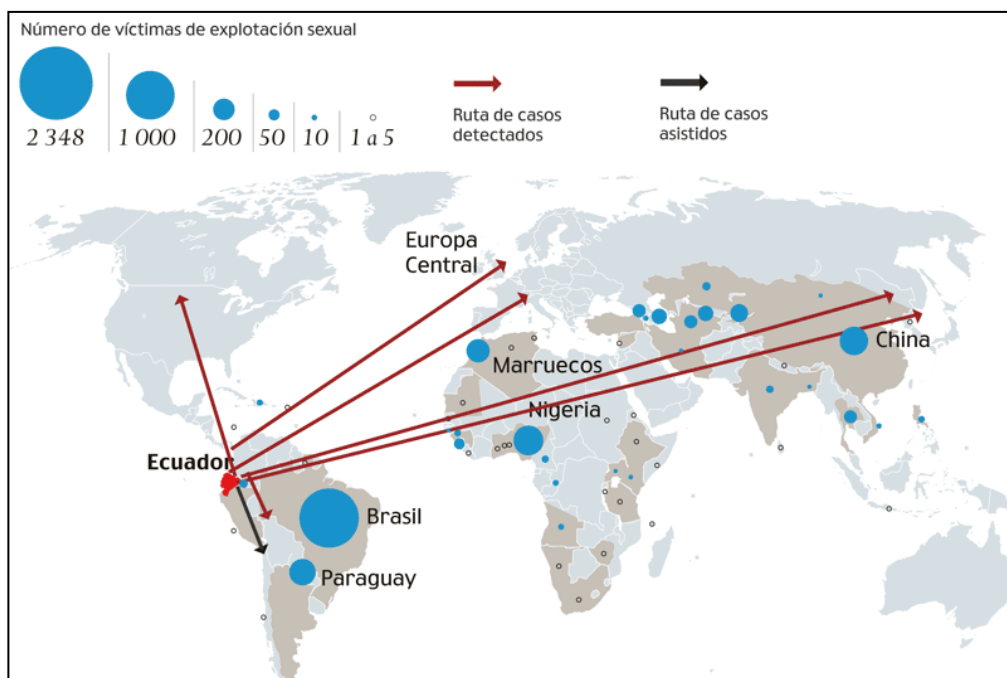 Número de víctimas de explotación sexual
2 348
1 000
200
50
10
1 a 5
Ruta de casos
detectados
Ruta de casos
asistidos
Europa
Central
Marruecos
China
Nigeria
Ecuador
Brasil
Paraguay